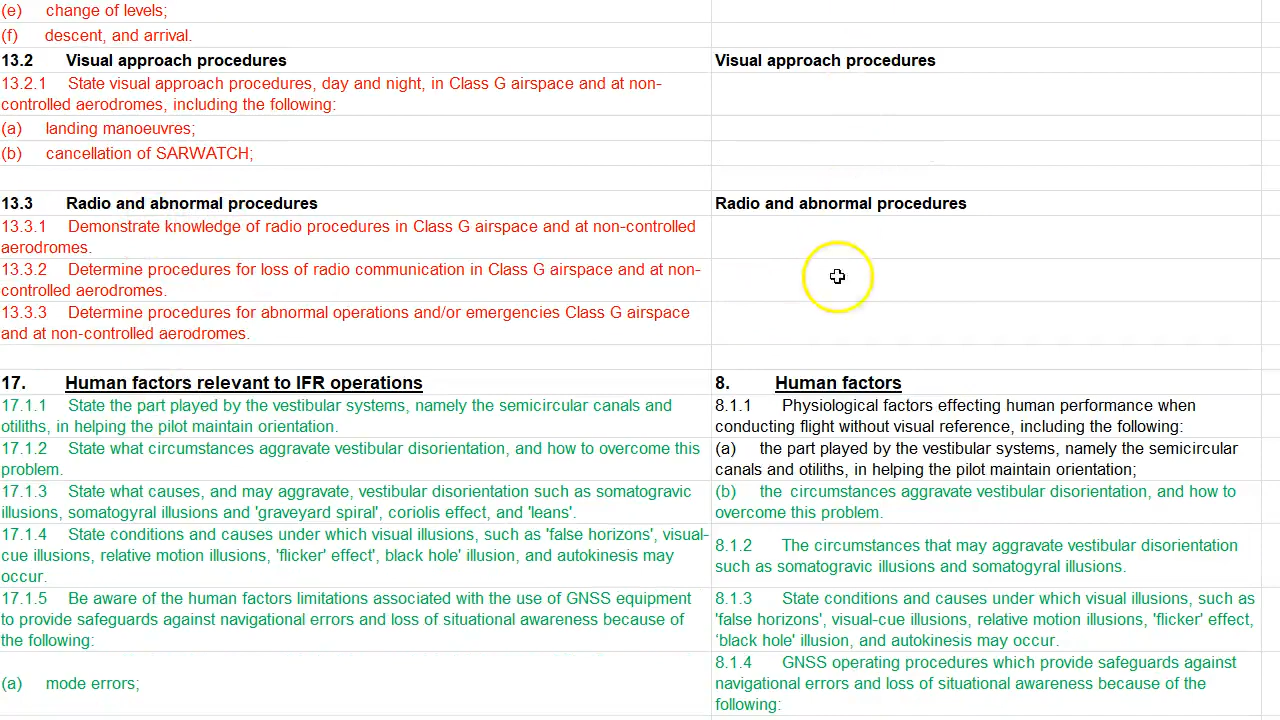 (e) change of levels;
(f) descent, and arrival.
13.2 Visual approach procedures
Visual approach procedures
13.2.1 State visual approach procedures, day and night, in Class G airspace and at non-
controlled aerodromes, including the following:
(a) landing manoeuvres;
(b) cancellation of SARWATCH;
13.3 Radio and abnormal procedures
Radio and abnormal procedures
13.3.1 Demonstrate knowledge of radio procedures in Class G airspace and at non-controlled
aerodromes.
13.3.2 Determine procedures for loss of radio communication in Class G airspace and at non-
controlled aerodromes.
13.3.3 Determine procedures for abnormal operations and/or emergencies Class G airspace
and at non-controlled aerodromes.
17. Human factors relevant to IFR operations
8. Human factors
17.1.1 State the part played by the vestibular systems, namely the semicircular canals and
otiliths, in helping the pilot maintain orientation.
8.1.1 Physiological factors effecting human performance when
conducting flight without visual reference, including the following:
17.1.2 State what circumstances aggravate vestibular disorientation, and how to overcome this
problem.
(a) the part played by the vestibular systems, namely the semicircular
canals and otiliths, in helping the pilot maintain orientation;
17.1.3 State what causes, and may aggravate, vestibular disorientation such as somatogravic
illusions, somatogyral illusions and 'graveyard spiral', coriolis effect, and 'leans'.
(b) the circumstances aggravate vestibular disorientation, and how to
overcome this problem.
17.1.4 State conditions and causes under which visual illusions, such as 'false horizons', visual-
cue illusions, relative motion illusions, 'flicker' effect', black hole' illusion, and autokinesis may
occur.
8.1.2 The circumstances that may aggravate vestibular disorientation
such as somatogravic illusions and somatogyral illusions.
17.1.5 Be aware of the human factors limitations associated with the use of GNSS equipment
to provide safeguards against navigational errors and loss of situational awareness because of
the following:
8.1.3 State conditions and causes under which visual illusions, such as
'false horizons', visual-cue illusions, relative motion illusions, 'flicker' effect,
'black hole' illusion, and autokinesis may occur.
(a) mode errors;
8.1.4 GNSS operating procedures which provide safeguards against
navigational errors and loss of situational awareness because of the
following: